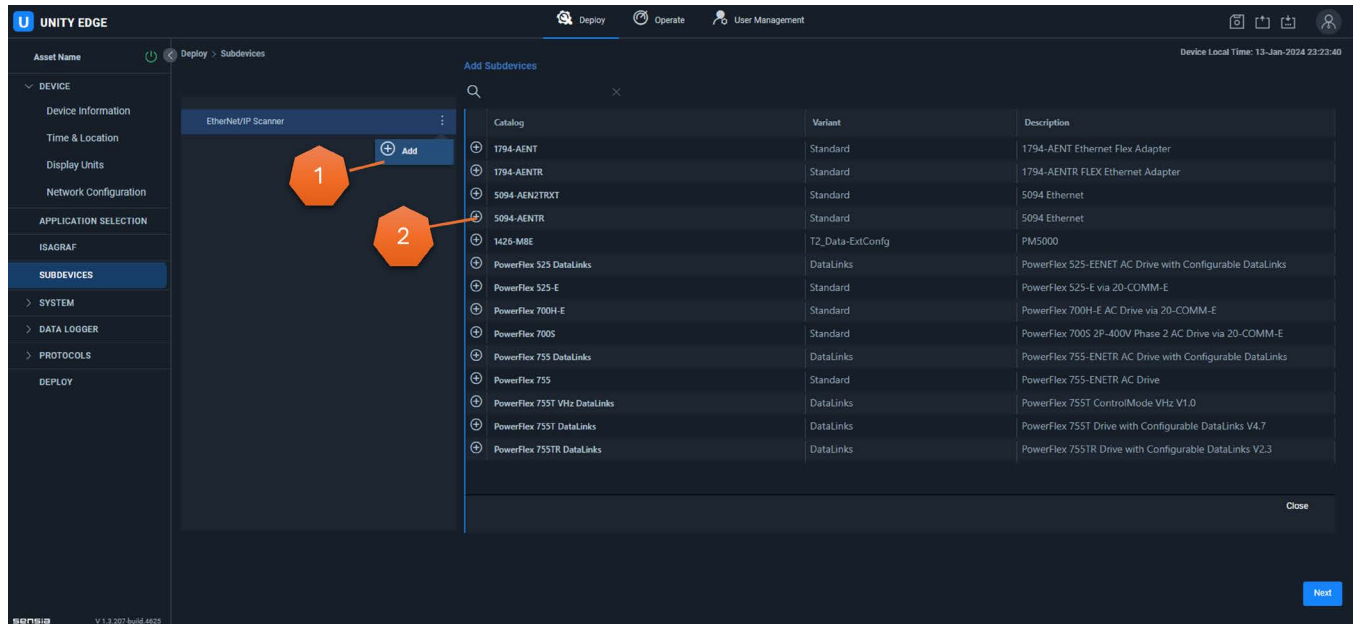 U UNITY EDGE
Deploy
Operate
User Management
Asset Name
Deploy > Subdevices
Device Local Time: 13-Jan-2024 23:23:40
DEVICE
Device Information
Time & Location
Display Units
Network Configuration
APPLICATION SELECTION
ISAGRAF
SUBDEVICES
SYSTEM
DATA LOGGER
PROTOCOLS
DEPLOY
EtherNet/IP Scanner
Add
1
2
Add Subdevices
Catalog Variant Description
1794-AENT Standard 1794-AENT Ethernet Flex Adapter
1794-AENTR Standard 1794-AENTR FLEX Ethernet Adapter
5094-AEN2TRXT Standard 5094 Ethernet
5094-AENTR Standard 5094 Ethernet
1426-M8E T2_Data-ExtConfg PM5000
PowerFlex 525 DataLinks DataLinks PowerFlex 525-EENET AC Drive with Configurable DataLinks
PowerFlex 525-E Standard PowerFlex 525-E via 20-COMM-E
PowerFlex 700H-E Standard PowerFlex 700H-E AC Drive via 20-COMM-E
PowerFlex 700S Standard PowerFlex 700S 2P-400V Phase 2 AC Drive via 20-COMM-E
PowerFlex 755 DataLinks DataLinks PowerFlex 755-ENETR AC Drive with Configurable DataLinks
PowerFlex 755 Standard PowerFlex 755-ENETR AC Drive
PowerFlex 755T VHz DataLinks DataLinks PowerFlex 755T ControlMode VHz V1.0
PowerFlex 755T DataLinks DataLinks PowerFlex 755T Drive with Configurable DataLinks V4.7
PowerFlex 755TR DataLinks DataLinks PowerFlex 755TR Drive with Configurable DataLinks V2.3
Close
Next
sensia V 1.3.207-build.4625